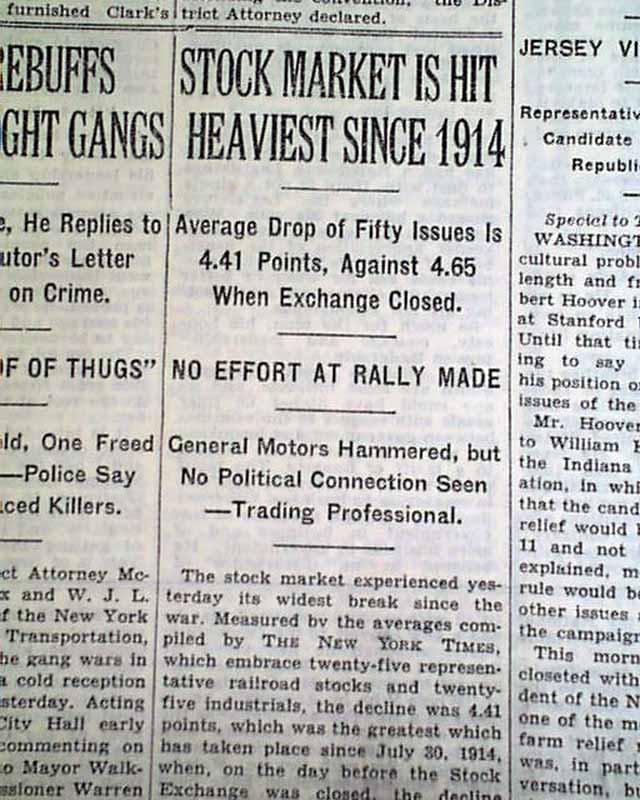 furnished Clark's
EBUFFS
GHT GANGS
e, He Replies to
utor's Letter
on Crime.
OF OF THUGS"
ld, One Freed
—Police Say
ced Killers.
ct Attorney Mc-
x and W. J. L.
f the New York
Transportation,
he gang wars in
a cold reception
sterday. Acting
City Hall early
commenting on
o Mayor Walk-
ssioner Warren
trict Attorney declared.
STOCK MARKET IS HIT
HEAVIEST SINCE 1914
Average Drop of Fifty Issues Is
4.41 Points, Against 4.65
When Exchange Closed.
NO EFFORT AT RALLY MADE
General Motors Hammered, but
No Political Connection Seen
—Trading Professional.
The stock market experienced yes-
terday its widest break since the
war. Measured by the averages com-
piled by THE NEW YORK TIMES,
which embrace twenty-five represen-
tative railroad stocks and twenty-
five industrials, the decline was 4.41
points, which was the greatest which
has taken place since July 30, 1914,
when, on the day before the Stock
Exchange was closed, the decline
JERSEY VI
Representativ
Candidate
Republi
Special to T
WASHINGT
cultural probl
length and fr
bert Hoover i
at Stanford
Until that ti
ing to say
his position o
issues of the
Mr. Hoover
to William H
the Indiana
ation, in whi
that the cand
relief would
11 and not
explained, m
rule would be
other issues
the campaign
This morn
closeted with
dent of the N
one of the m
farm relief
was, in part
versation, bu